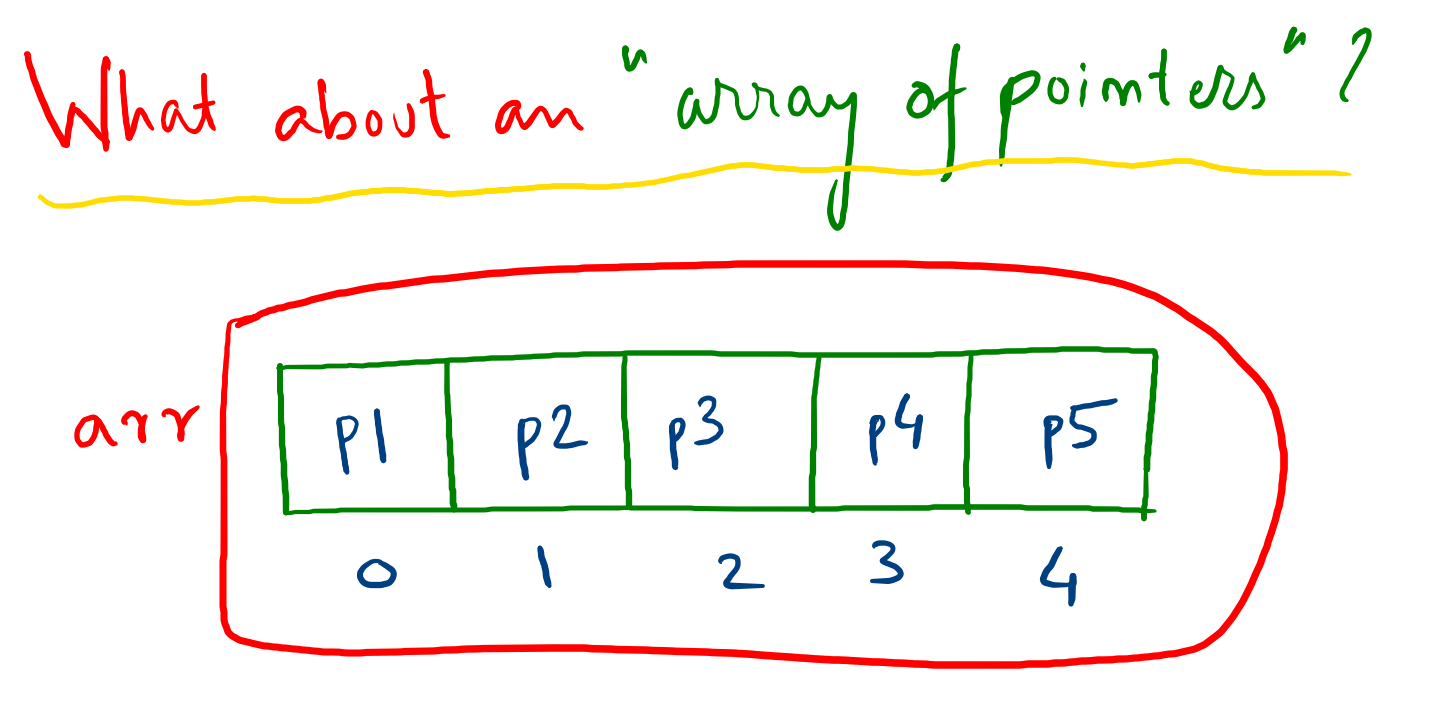 What about an "array of pointers"?
arr p1 p2 p3 p4 p5
0 1 2 3 4